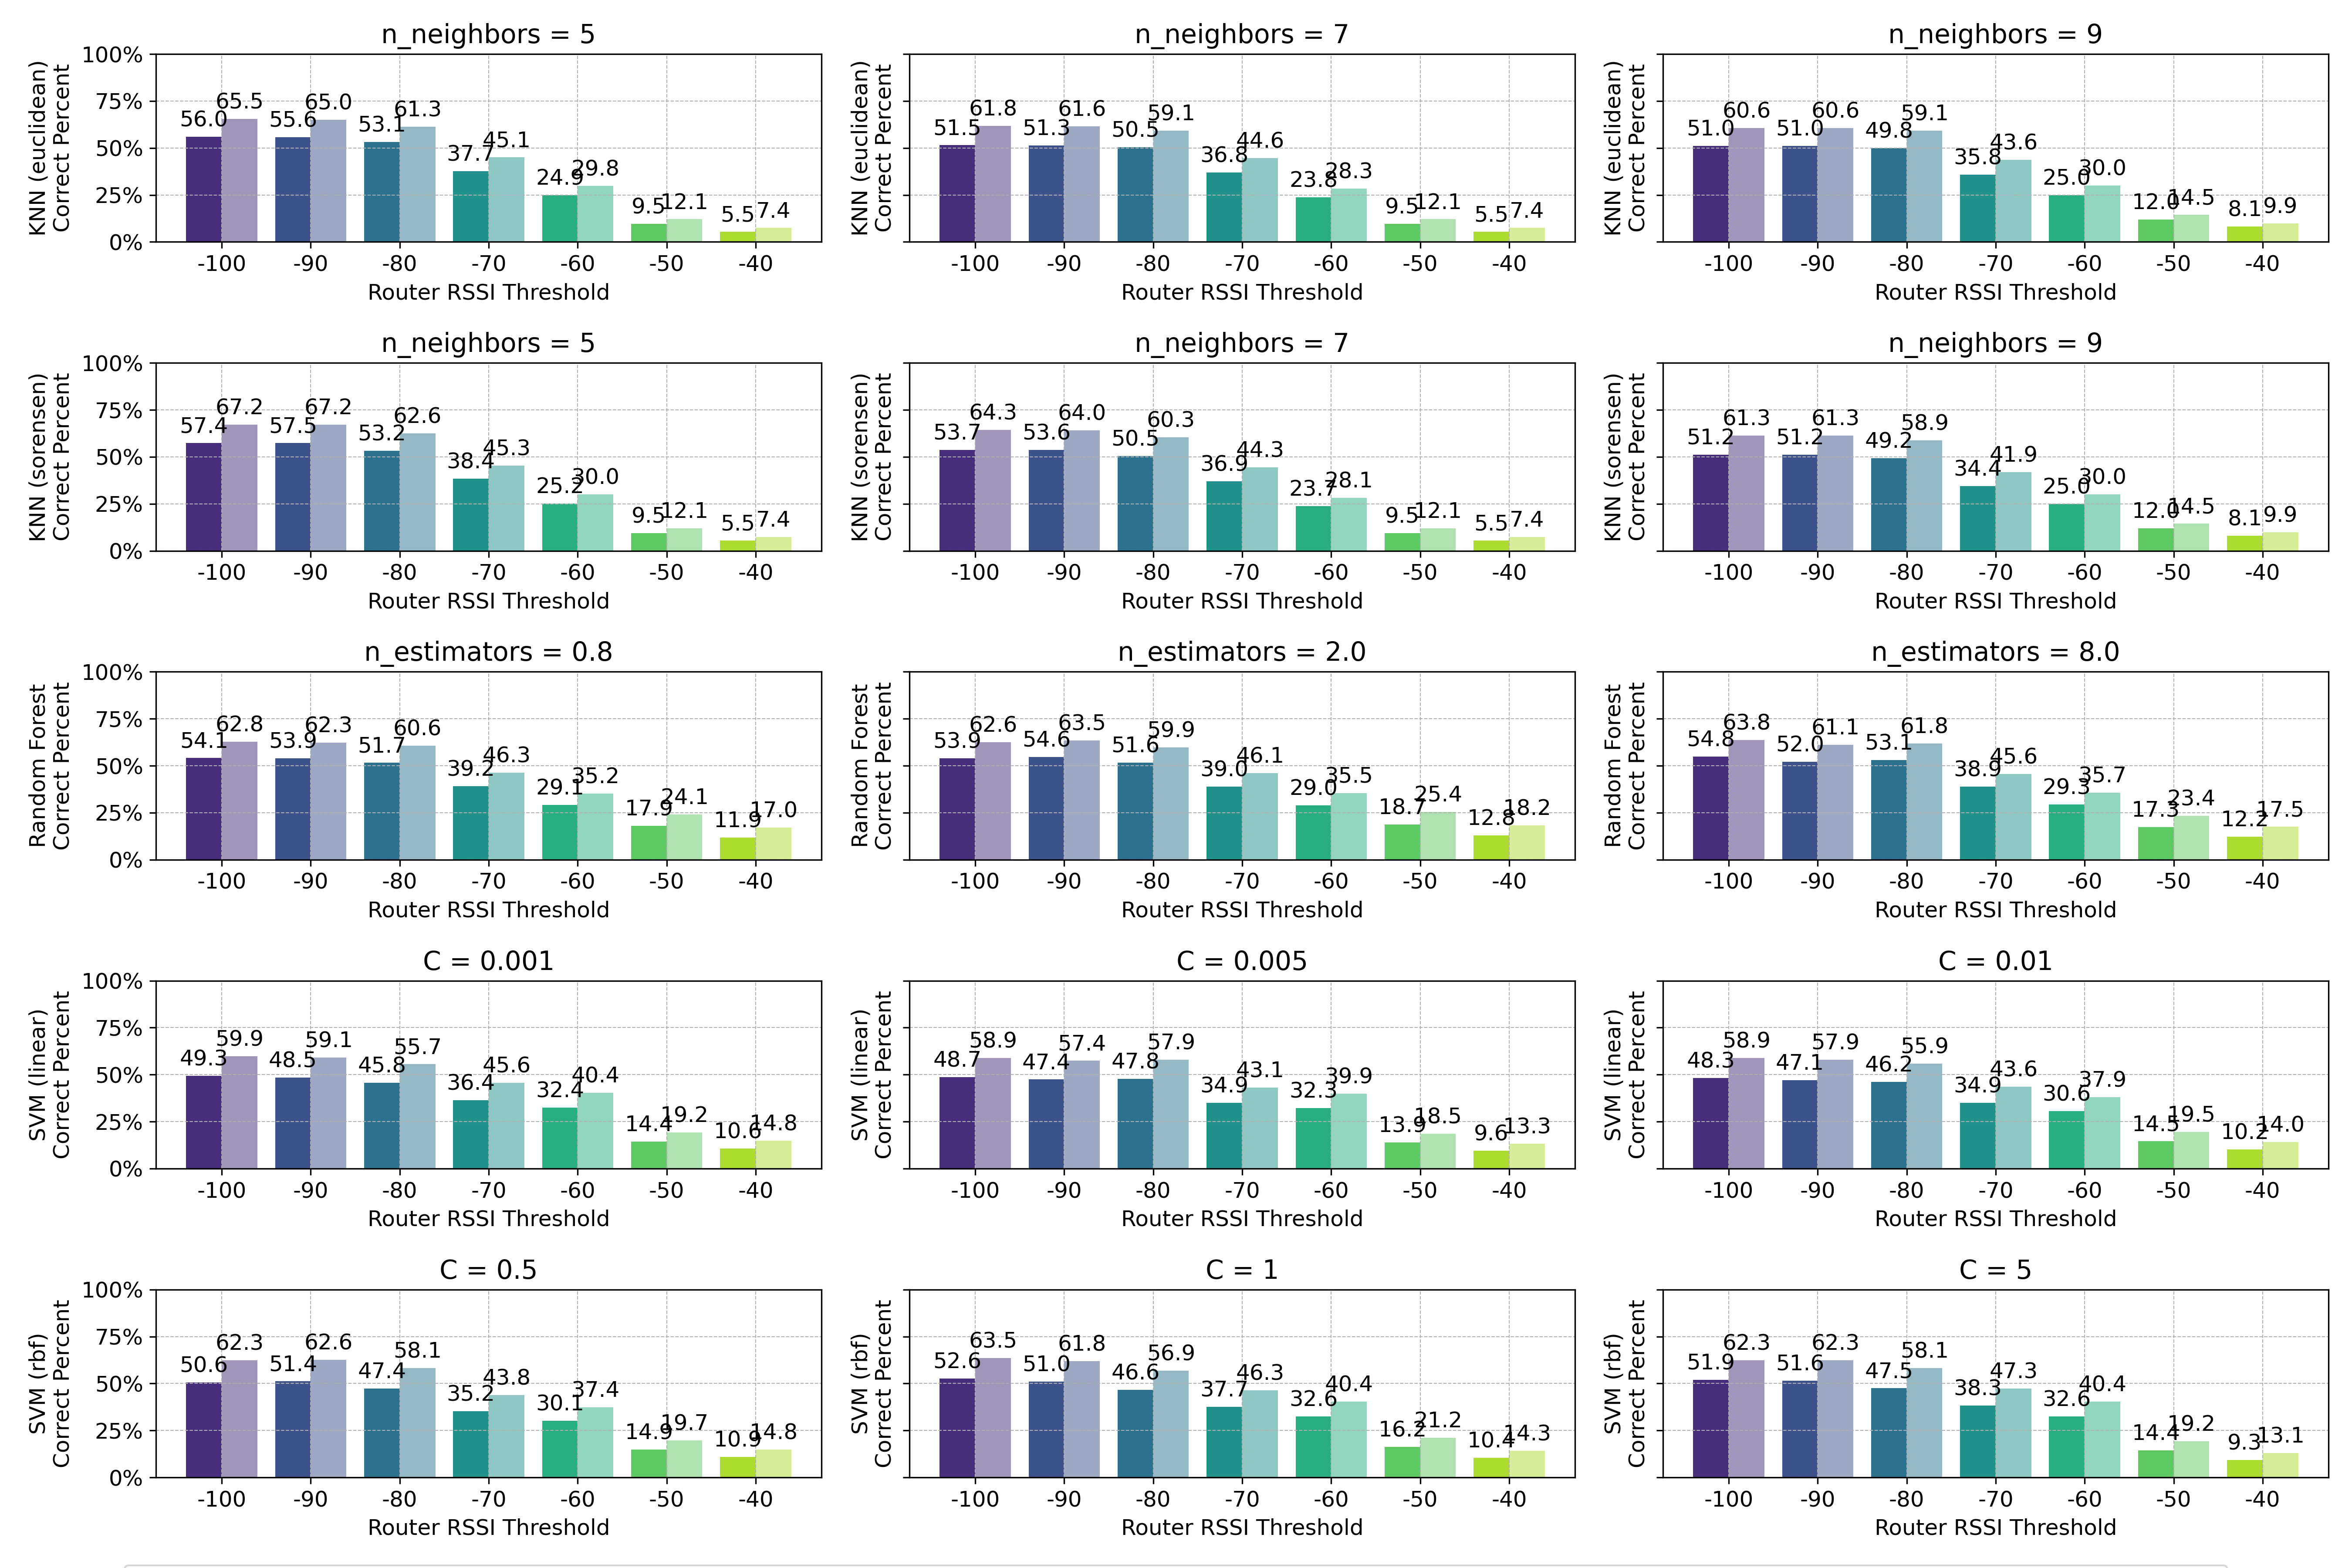 n_neighbors = 5
KNN (euclidean)
Correct Percent
100%
75%
50%
25%
0%
56.0 65.5 55.6 65.0 53.1 61.3 37.7 45.1 24.9 29.8 9.5 12.1 5.5 7.4
-100 -90 -80 -70 -60 -50 -40
Router RSSI Threshold
n_neighbors = 7
KNN (euclidean)
Correct Percent
51.5 61.8 51.3 61.6 50.5 59.1 36.8 44.6 23.8 28.3 9.5 12.1 5.5 7.4
-100 -90 -80 -70 -60 -50 -40
Router RSSI Threshold
n_neighbors = 9
KNN (euclidean)
Correct Percent
51.0 60.6 51.0 60.6 49.8 59.1 35.8 43.6 25.0 30.0 12.0 14.5 8.1 9.9
-100 -90 -80 -70 -60 -50 -40
Router RSSI Threshold
n_neighbors = 5
KNN (sorensen)
Correct Percent
100%
75%
50%
25%
0%
57.4 67.2 57.5 67.2 53.2 62.6 38.4 45.3 25.2 30.0 9.5 12.1 5.5 7.4
-100 -90 -80 -70 -60 -50 -40
Router RSSI Threshold
n_neighbors = 7
KNN (sorensen)
Correct Percent
53.7 64.3 53.6 64.0 50.5 60.3 36.9 44.3 23.7 28.1 9.5 12.1 5.5 7.4
-100 -90 -80 -70 -60 -50 -40
Router RSSI Threshold
n_neighbors = 9
KNN (sorensen)
Correct Percent
51.2 61.3 51.2 61.3 49.2 58.9 34.4 41.9 25.0 30.0 12.0 14.5 8.1 9.9
-100 -90 -80 -70 -60 -50 -40
Router RSSI Threshold
n_estimators = 0.8
Random Forest
Correct Percent
100%
75%
50%
25%
0%
54.1 62.8 53.9 62.3 51.7 60.6 39.2 46.3 29.1 35.2 17.9 24.1 11.9 17.0
-100 -90 -80 -70 -60 -50 -40
Router RSSI Threshold
n_estimators = 2.0
Random Forest
Correct Percent
53.9 62.6 54.6 63.5 51.6 59.9 39.0 46.1 29.0 35.5 18.7 25.4 12.8 18.2
-100 -90 -80 -70 -60 -50 -40
Router RSSI Threshold
n_estimators = 8.0
Random Forest
Correct Percent
54.8 63.8 52.0 61.1 53.1 61.8 38.9 45.6 29.3 35.7 17.3 23.4 12.2 17.5
-100 -90 -80 -70 -60 -50 -40
Router RSSI Threshold
C = 0.001
SVM (linear)
Correct Percent
100%
75%
50%
25%
0%
49.3 59.9 48.5 59.1 45.8 55.7 36.4 45.6 32.4 40.4 14.4 19.2 10.6 14.8
-100 -90 -80 -70 -60 -50 -40
Router RSSI Threshold
C = 0.005
SVM (linear)
Correct Percent
48.7 58.9 47.4 57.4 47.8 57.9 34.9 43.1 32.3 39.9 13.9 18.5 9.6 13.3
-100 -90 -80 -70 -60 -50 -40
Router RSSI Threshold
C = 0.01
SVM (linear)
Correct Percent
48.3 58.9 47.1 57.9 46.2 55.9 34.9 43.6 30.6 37.9 14.5 19.5 10.2 14.0
-100 -90 -80 -70 -60 -50 -40
Router RSSI Threshold
C = 0.5
SVM (rbf)
Correct Percent
100%
75%
50%
25%
0%
50.6 62.3 51.4 62.6 47.4 58.1 35.2 43.8 30.1 37.4 14.9 19.7 10.9 14.8
-100 -90 -80 -70 -60 -50 -40
Router RSSI Threshold
C = 1
SVM (rbf)
Correct Percent
52.6 63.5 51.0 61.8 46.6 56.9 37.7 46.3 32.6 40.4 16.2 21.2 10.4 14.3
-100 -90 -80 -70 -60 -50 -40
Router RSSI Threshold
C = 5
SVM (rbf)
Correct Percent
51.9 62.3 51.6 62.3 47.5 58.1 38.3 47.3 32.6 40.4 14.4 19.2 9.3 13.1
-100 -90 -80 -70 -60 -50 -40
Router RSSI Threshold